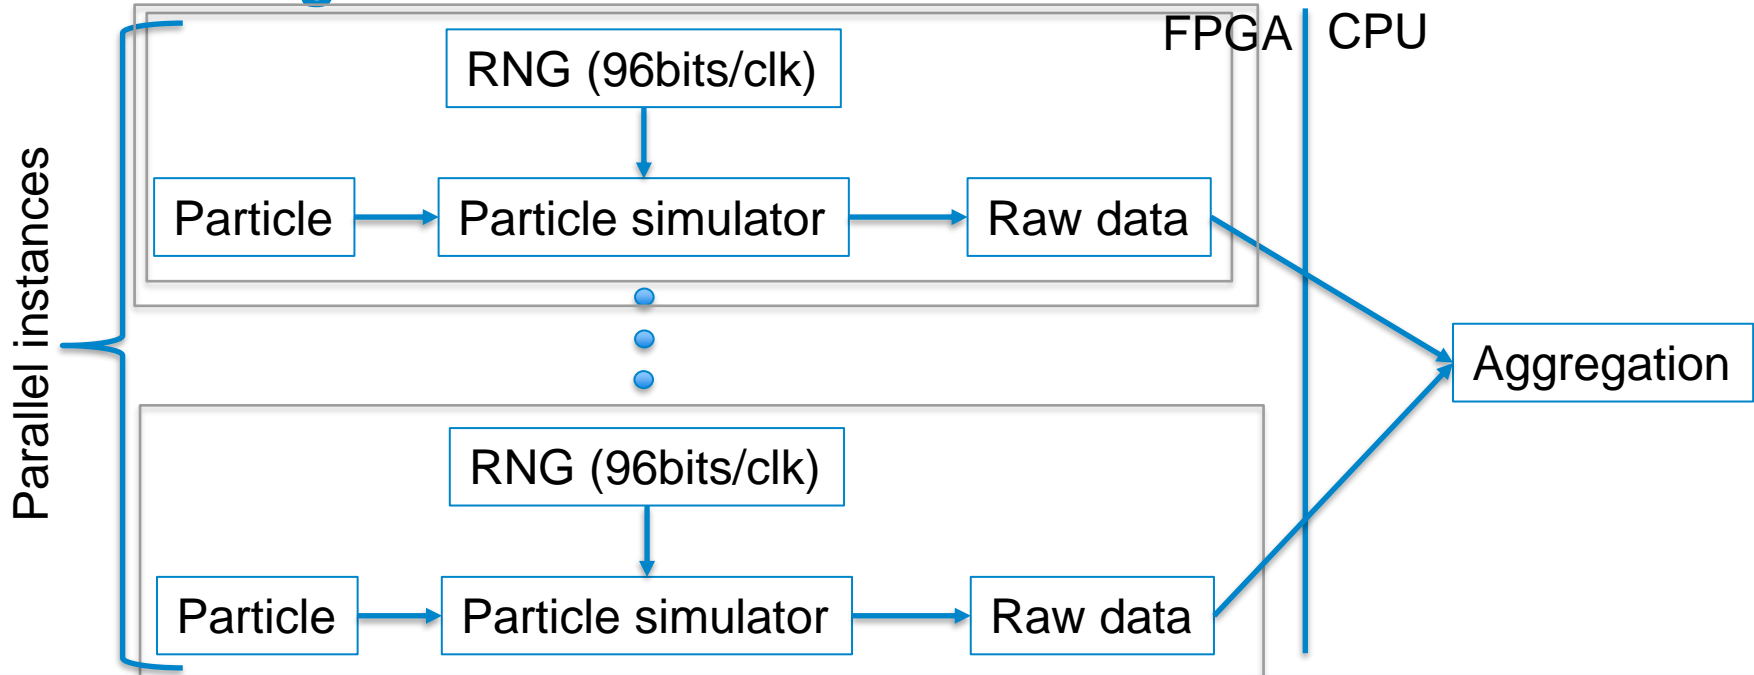 FPGA
CPU
RNG (96bits/clk)
Particle
Particle simulator
Raw data
Parallel instances
Aggregation
RNG (96bits/clk)
Particle
Particle simulator
Raw data